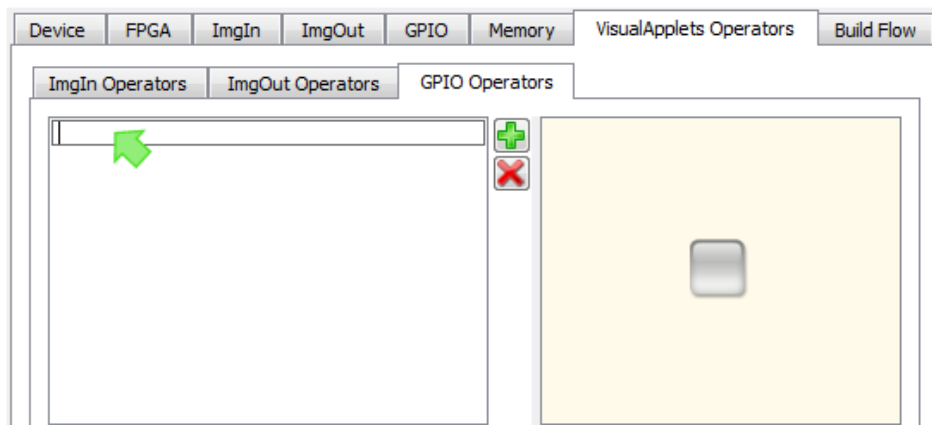 Device FPGA ImgIn ImgOut GPIO Memory VisualApplets Operators Build Flow
ImgIn Operators ImgOut Operators GPIO Operators